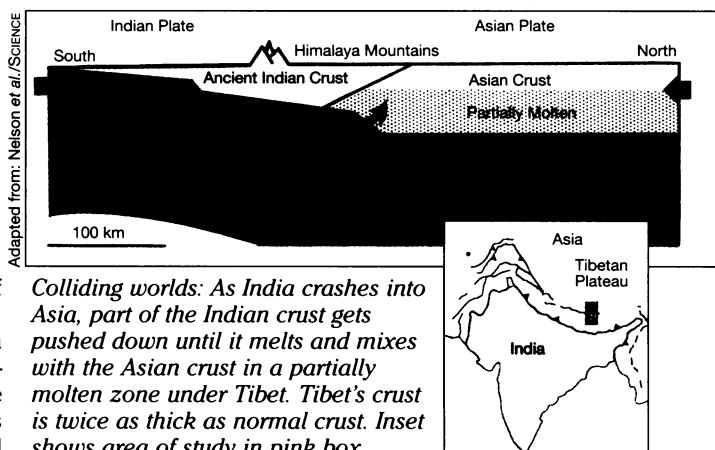 Adapted from: Nelson et al./SCIENCE
Indian Plate
Asian Plate
South
Himalaya Mountains
North
Ancient Indian Crust
Asian Crust
Partially Molten
100 km
Asia
Tibetan
Plateau
India
Colliding worlds: As India crashes into
Asia, part of the Indian crust gets
pushed down until it melts and mixes
with the Asian crust in a partially
molten zone under Tibet. Tibet's crust
is twice as thick as normal crust. Inset
shows area of study in pink box.